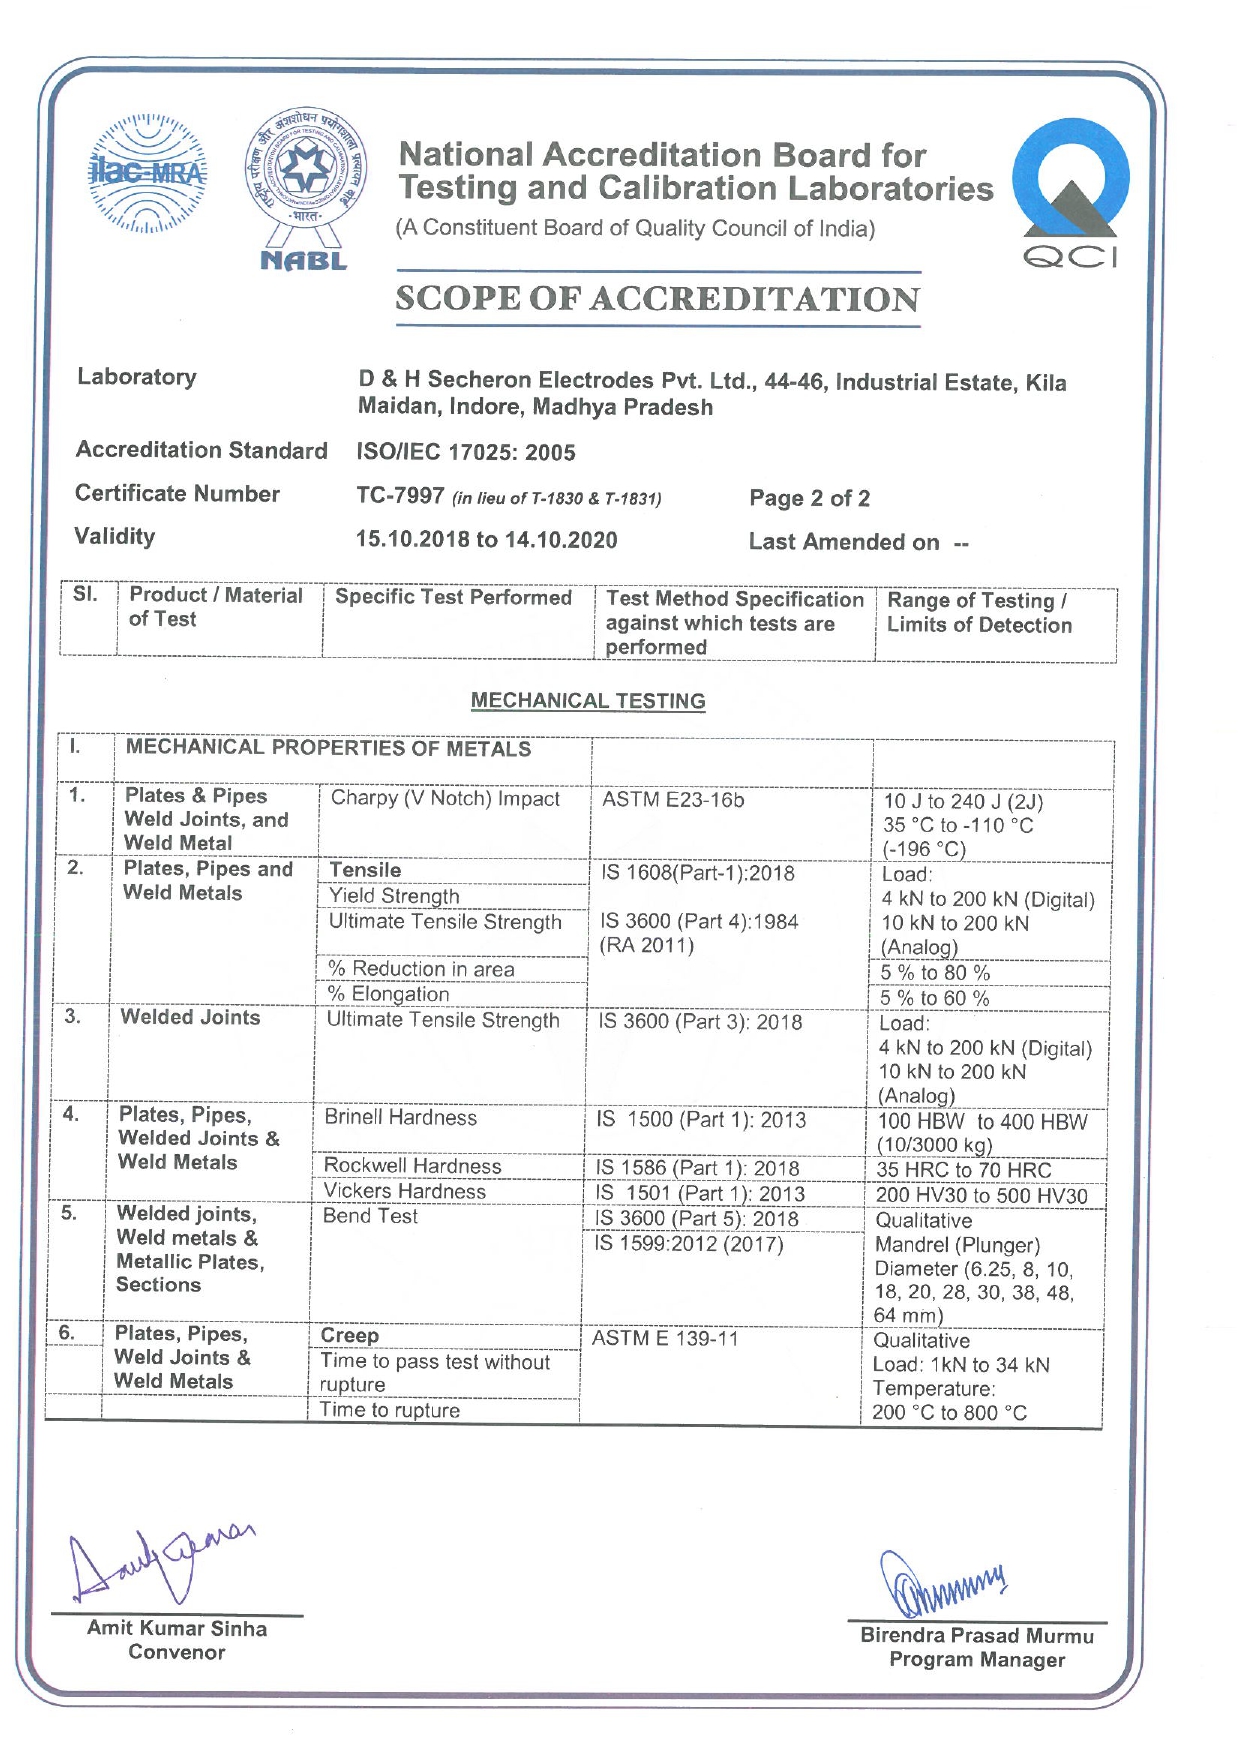 ilac-MRA
राष्ट्रीय परीक्षण और अंशशोधन प्रयोगशाला प्रत्यायन बोर्ड
भारत
NABL
National Accreditation Board for
Testing and Calibration Laboratories
(A Constituent Board of Quality Council of India)
QCI
SCOPE OF ACCREDITATION
Laboratory D & H Secheron Electrodes Pvt. Ltd., 44-46, Industrial Estate, Kila
Maidan, Indore, Madhya Pradesh
Accreditation Standard ISO/IEC 17025: 2005
Certificate Number TC-7997 (in lieu of T-1830 & T-1831) Page 2 of 2
Validity 15.10.2018 to 14.10.2020 Last Amended on --
Sl. Product / Material Specific Test Performed Test Method Specification Range of Testing /
of Test against which tests are Limits of Detection
performed
MECHANICAL TESTING
I. MECHANICAL PROPERTIES OF METALS
1. Plates & Pipes Charpy (V Notch) Impact ASTM E23-16b 10 J to 240 J (2J)
Weld Joints, and 35 °C to -110 °C
Weld Metal (-196 °C)
2. Plates, Pipes and Tensile IS 1608(Part-1):2018 Load:
Weld Metals Yield Strength 4 kN to 200 kN (Digital)
Ultimate Tensile Strength IS 3600 (Part 4):1984 10 kN to 200 kN
(RA 2011) (Analog)
% Reduction in area 5 % to 80 %
% Elongation 5 % to 60 %
3. Welded Joints Ultimate Tensile Strength IS 3600 (Part 3): 2018 Load:
4 kN to 200 kN (Digital)
10 kN to 200 kN
(Analog)
4. Plates, Pipes, Brinell Hardness IS 1500 (Part 1): 2013 100 HBW to 400 HBW
Welded Joints & (10/3000 kg)
Weld Metals Rockwell Hardness IS 1586 (Part 1): 2018 35 HRC to 70 HRC
Vickers Hardness IS 1501 (Part 1): 2013 200 HV30 to 500 HV30
5. Welded joints, Bend Test IS 3600 (Part 5): 2018 Qualitative
Weld metals & IS 1599:2012 (2017) Mandrel (Plunger)
Metallic Plates, Diameter (6.25, 8, 10,
Sections 18, 20, 28, 30, 38, 48,
64 mm)
6. Plates, Pipes, Creep ASTM E 139-11 Qualitative
Weld Joints & Time to pass test without Load: 1kN to 34 kN
Weld Metals rupture Temperature:
Time to rupture 200 °C to 800 °C
Amit Kumar Sinha
Convenor
Birendra Prasad Murmu
Program Manager